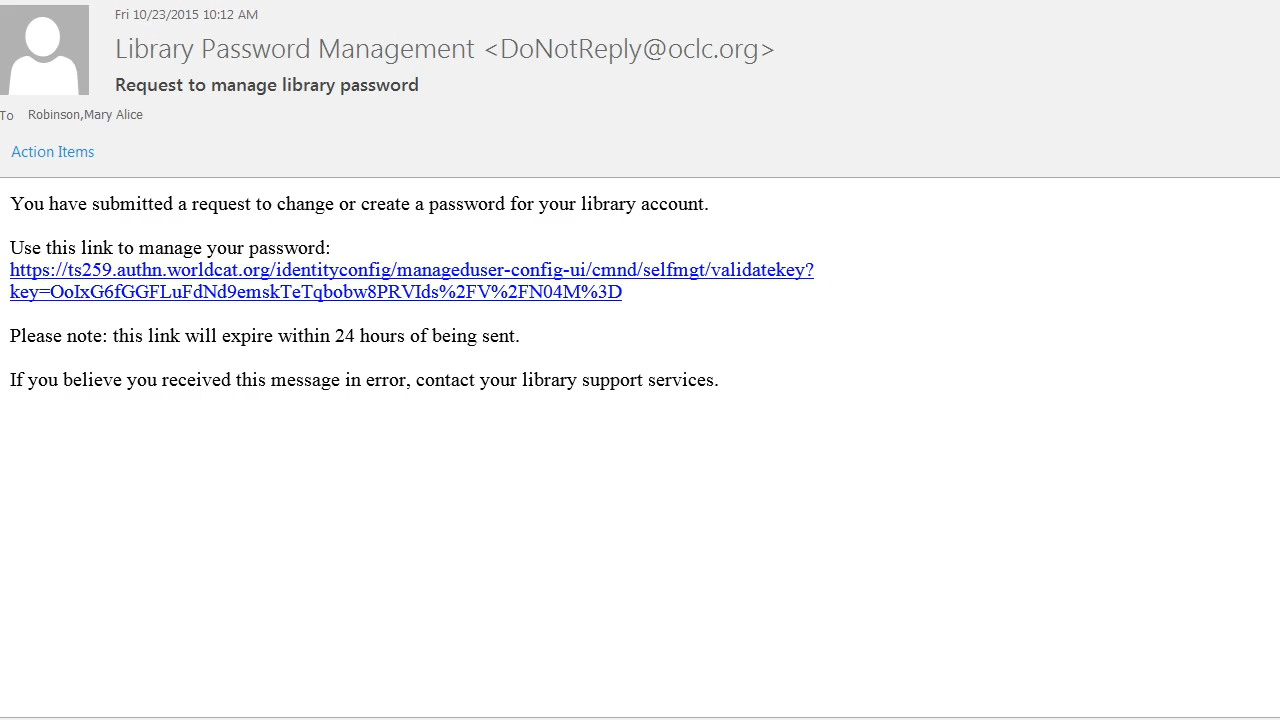 Fri 10/23/2015 10:12 AM
Library Password Management <DoNotReply@oclc.org>
Request to manage library password
To Robinson,Mary Alice
Action Items
You have submitted a request to change or create a password for your library account.
Use this link to manage your password:
https://ts259.authn.worldcat.org/identityconfig/manageduser-config-ui/cmnd/selfmgt/validatekey?
key=OoIxG6fGGFLuFdNd9emskTeTqbobw8PRVIds%2FV%2FN04M%3D
Please note: this link will expire within 24 hours of being sent.
If you believe you received this message in error, contact your library support services.